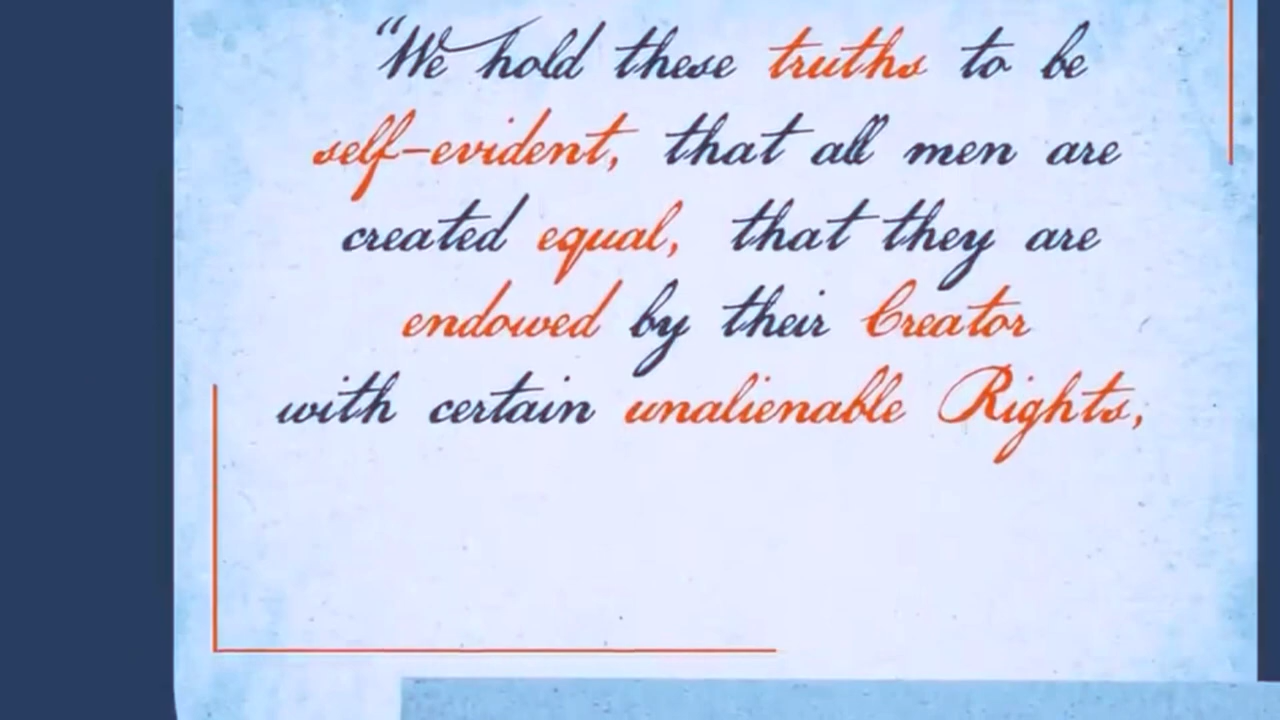 “We hold these truths to be
self-evident, that all men are
created equal, that they are
endowed by their Creator
with certain unalienable Rights,